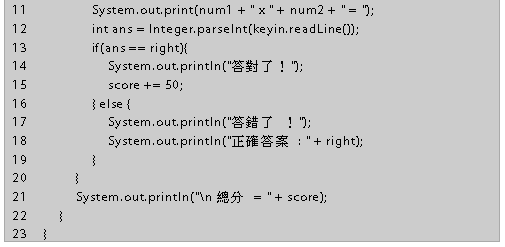 11 System.out.print(num1 + " x "+ num2 + " = ");
12 int ans = Integer.parseInt(keyin.readLine());
13 if(ans == right){
14 System.out.println("答對了！");
15 score += 50;
16 } else {
17 System.out.println("答錯了 ！");
18 System.out.println("正確答案 ："+ right);
19 }
20 }
21 System.out.println("\n 總分 = "+ score);
22 }
23 }